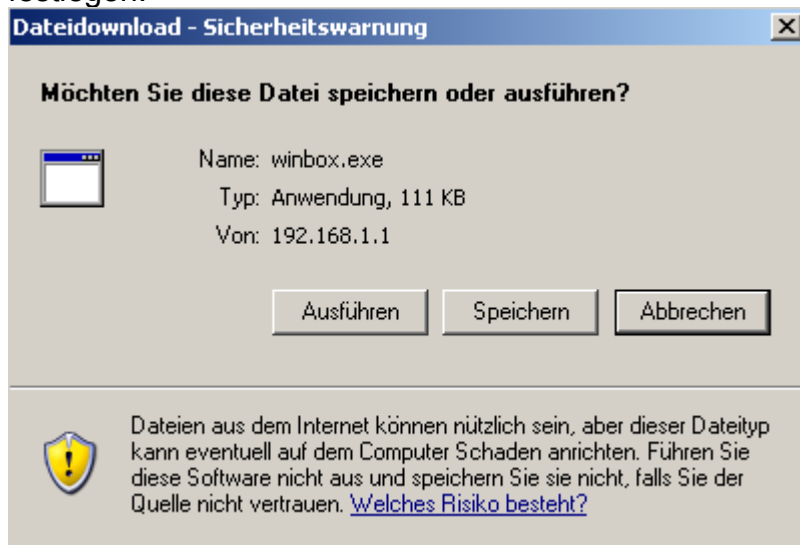 Dateidownload - Sicherheitswarnung
Möchten Sie diese Datei speichern oder ausführen?
Name: winbox.exe
Typ: Anwendung, 111 KB
Von: 192.168.1.1
Ausführen Speichern Abbrechen
Dateien aus dem Internet können nützlich sein, aber dieser Dateityp
kann eventuell auf dem Computer Schaden anrichten. Führen Sie
diese Software nicht aus und speichern Sie sie nicht, falls Sie der
Quelle nicht vertrauen. Welches Risiko besteht?